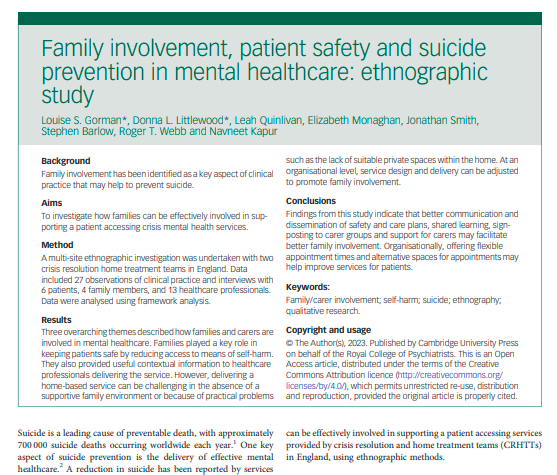 Family involvement, patient safety and suicide
prevention in mental healthcare: ethnographic
study
Louise S. Gorman*, Donna L. Littlewood*, Leah Quinlivan, Elizabeth Monaghan, Jonathan Smith,
Stephen Barlow, Roger T. Webb and Navneet Kapur
Background
Family involvement has been identified as a key aspect of clinical
practice that may help to prevent suicide.
Aims
To investigate how families can be effectively involved in sup-
porting a patient accessing crisis mental health services.
Method
A multi-site ethnographic investigation was undertaken with two
crisis resolution home treatment teams in England. Data
included 27 observations of clinical practice and interviews with
6 patients, 4 family members, and 13 healthcare professionals.
Data were analysed using framework analysis.
Results
Three overarching themes described how families and carers are
involved in mental healthcare. Families played a key role in
keeping patients safe by reducing access to means of self-harm.
They also provided useful contextual information to healthcare
professionals delivering the service. However, delivering a
home-based service can be challenging in the absence of a
supportive family environment or because of practical problems
such as the lack of suitable private spaces within the home. At an
organisational level, service design and delivery can be adjusted
to promote family involvement.
Conclusions
Findings from this study indicate that better communication and
dissemination of safety and care plans, shared learning, sign-
posting to carer groups and support for carers may facilitate
better family involvement. Organisationally, offering flexible
appointment times and alternative spaces for appointments may
help improve services for patients.
Keywords:
Family/carer involvement; self-harm; suicide; ethnography;
qualitative research.
Copyright and usage
© The Author(s), 2023. Published by Cambridge University Press
on behalf of the Royal College of Psychiatrists. This is an Open
Access article, distributed under the terms of the Creative
Commons Attribution licence (http://creativecommons.org/
licenses/by/4.0/), which permits unrestricted re-use, distribution
and reproduction, provided the original article is properly cited.
Suicide is a leading cause of preventable death, with approximately
700 000 suicide deaths occurring worldwide each year.1 One key
aspect of suicide prevention is the delivery of effective mental
healthcare.2 A reduction in suicide has been reported by services
can be effectively involved in supporting a patient accessing services
provided by crisis resolution and home treatment teams (CRHTTs)
in England, using ethnographic methods.